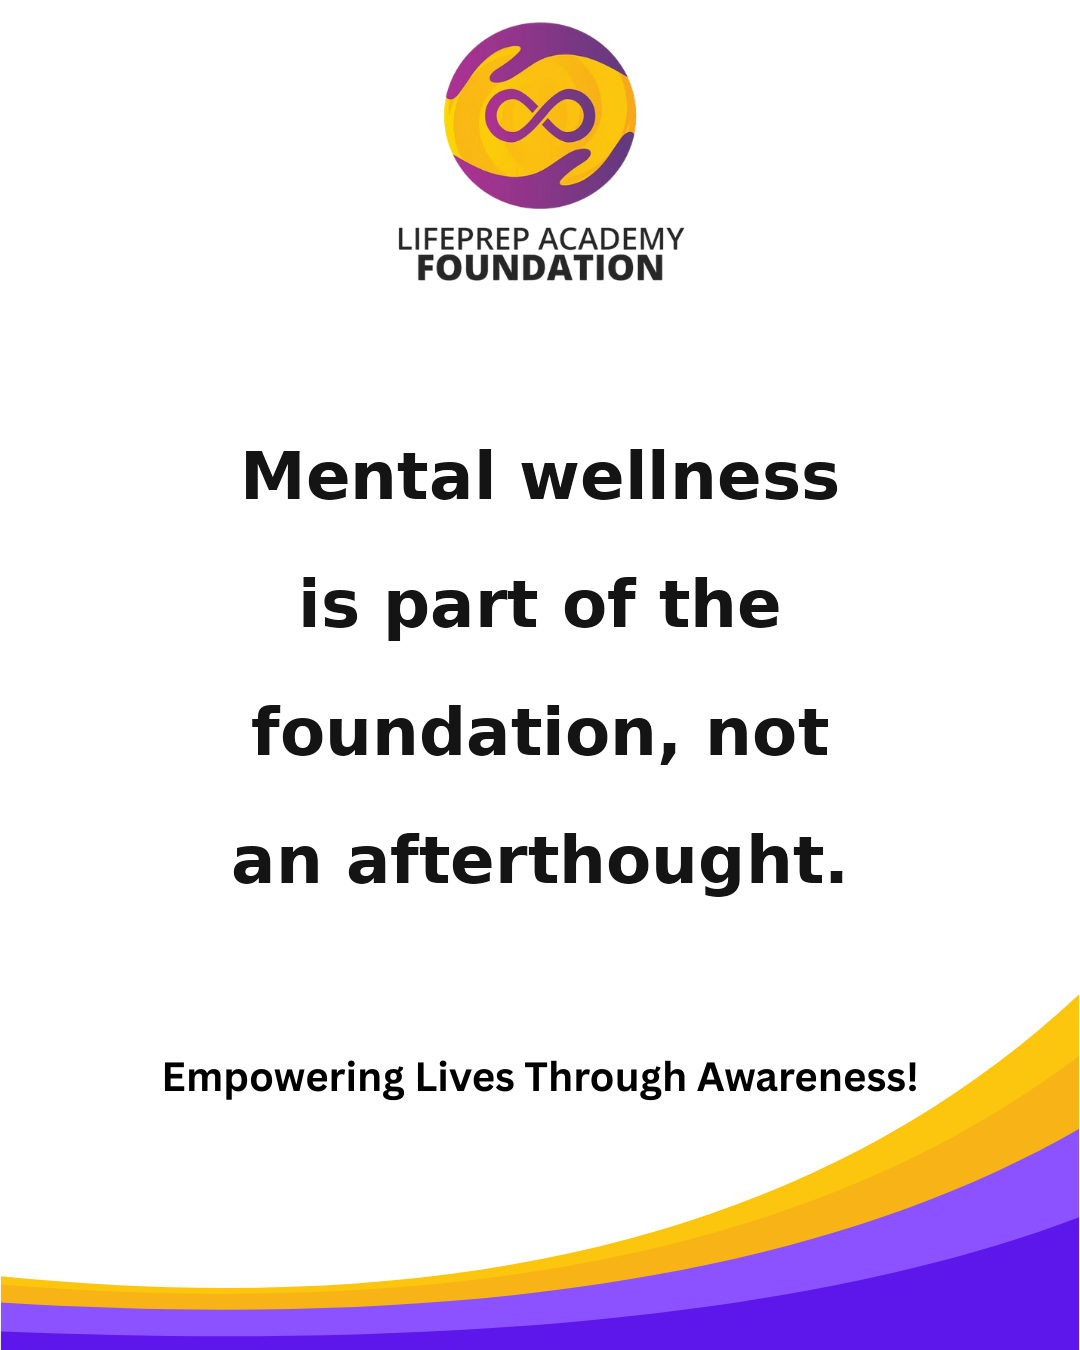 LIFEPREP ACADEMY
FOUNDATION
Mental wellness
is part of the
foundation, not
an afterthought.
Empowering Lives Through Awareness!